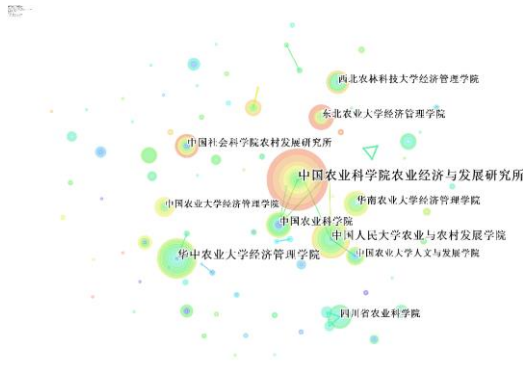 西北农林科技大学经济管理学院
东北农业大学经济管理学院
中国社会科学院农村发展研究所
中国农业科学院农业经济与发展研究所
中国农业大学经济管理学院
华南农业大学经济管理学院
中国农业科学院
中国人民大学农业与农村发展学院
华中农业大学经济管理学院
中国农业大学人文与发展学院
四川省农业科学院